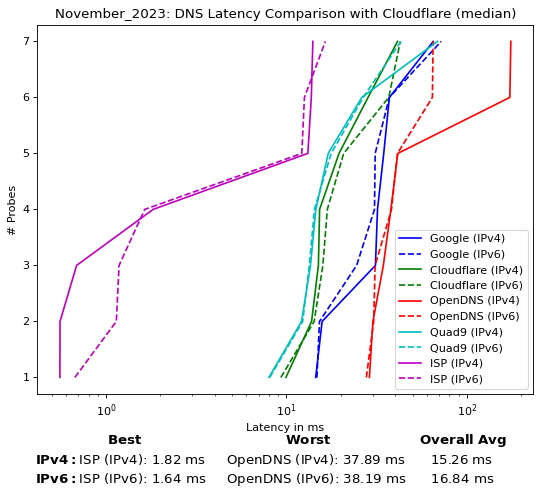 November_2023: DNS Latency Comparison with Cloudflare (median)
# Probes
7
6
5
4
3
2
1
Google (IPv4)
Google (IPv6)
Cloudflare (IPv4)
Cloudflare (IPv6)
OpenDNS (IPv4)
OpenDNS (IPv6)
Quad9 (IPv4)
Quad9 (IPv6)
ISP (IPv4)
ISP (IPv6)
10⁰ 10¹ 10²
Latency in ms
Best Worst Overall Avg
IPv4: ISP (IPv4): 1.82 ms OpenDNS (IPv4): 37.89 ms 15.26 ms
IPv6: ISP (IPv6): 1.64 ms OpenDNS (IPv6): 38.19 ms 16.84 ms